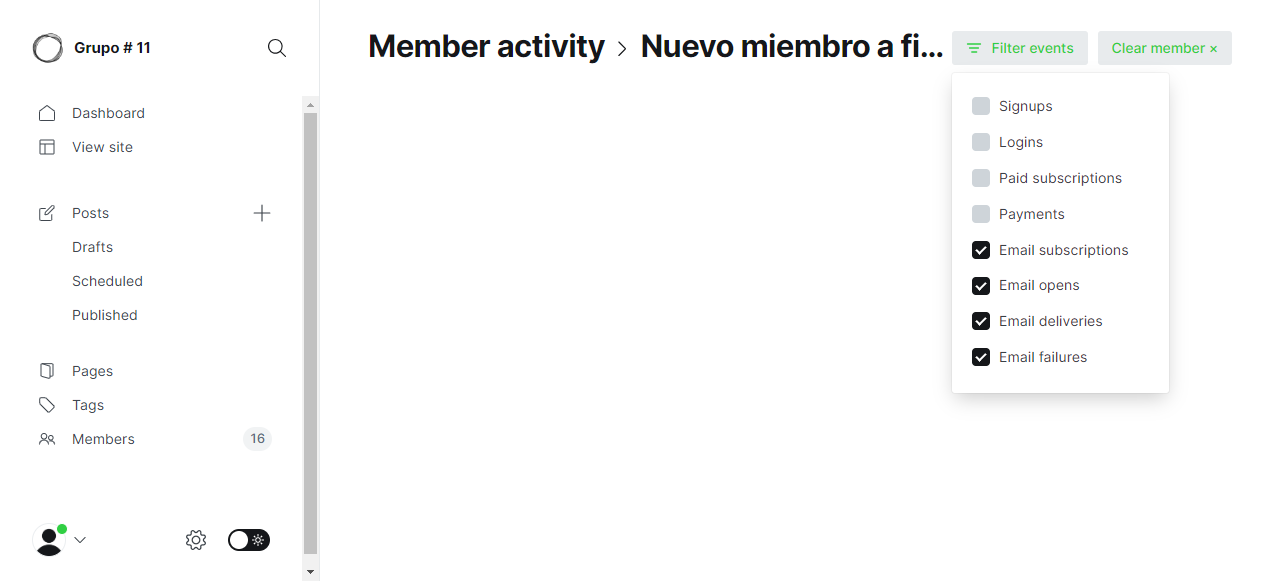 Grupo # 11
Dashboard
View site
Posts
Drafts
Scheduled
Published
Pages
Tags
Members 16
Member activity › Nuevo miembro a fi...
Filter events
Clear member ×
Signups
Logins
Paid subscriptions
Payments
Email subscriptions
Email opens
Email deliveries
Email failures